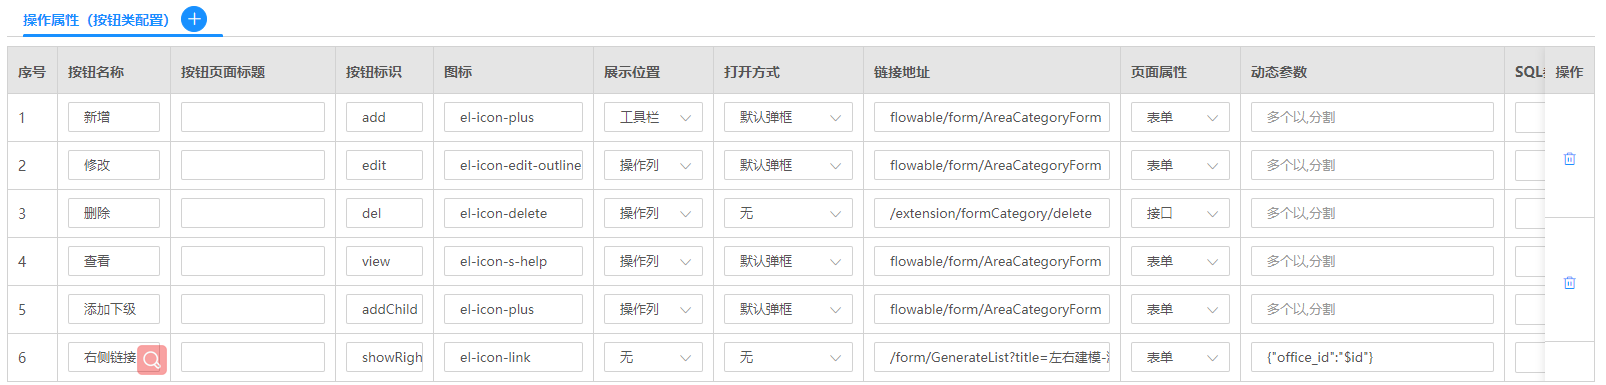 操作属性（按钮类配置）
序号 按钮名称 按钮页面标题 按钮标识 图标 展示位置 打开方式 链接地址 页面属性 动态参数 SQL 操作
1 新增 add el-icon-plus 工具栏 默认弹框 flowable/form/AreaCategoryForm 表单 多个以,分割
2 修改 edit el-icon-edit-outline 操作列 默认弹框 flowable/form/AreaCategoryForm 表单 多个以,分割
3 删除 del el-icon-delete 操作列 无 /extension/formCategory/delete 接口 多个以,分割
4 查看 view el-icon-s-help 操作列 默认弹框 flowable/form/AreaCategoryForm 表单 多个以,分割
5 添加下级 addChild el-icon-plus 操作列 默认弹框 flowable/form/AreaCategoryForm 表单 多个以,分割
6 右侧链接 showRigh el-icon-link 无 无 /form/GenerateList?title=左右建模- 表单 {"office_id":"$id"}